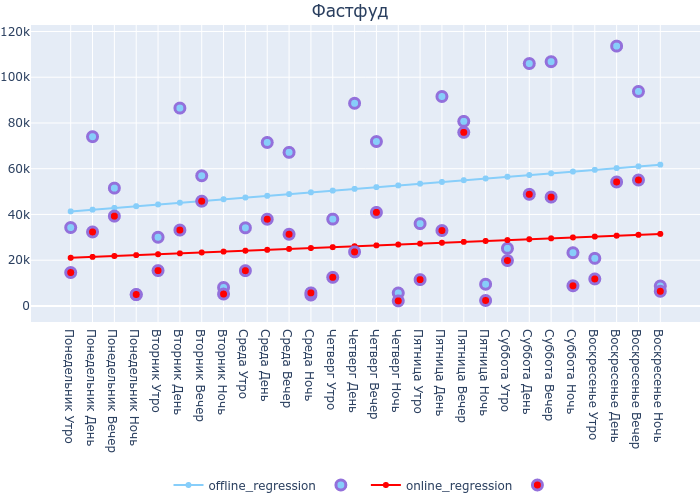 Фастфуд
120k
100k
80k
60k
40k
20k
0
Понедельник Утро
Понедельник День
Понедельник Вечер
Понедельник Ночь
Вторник Утро
Вторник День
Вторник Вечер
Вторник Ночь
Среда Утро
Среда День
Среда Вечер
Среда Ночь
Четверг Утро
Четверг День
Четверг Вечер
Четверг Ночь
Пятница Утро
Пятница День
Пятница Вечер
Пятница Ночь
Суббота Утро
Суббота День
Суббота Вечер
Суббота Ночь
Воскресенье Утро
Воскресенье День
Воскресенье Вечер
Воскресенье Ночь
offline_regression online_regression